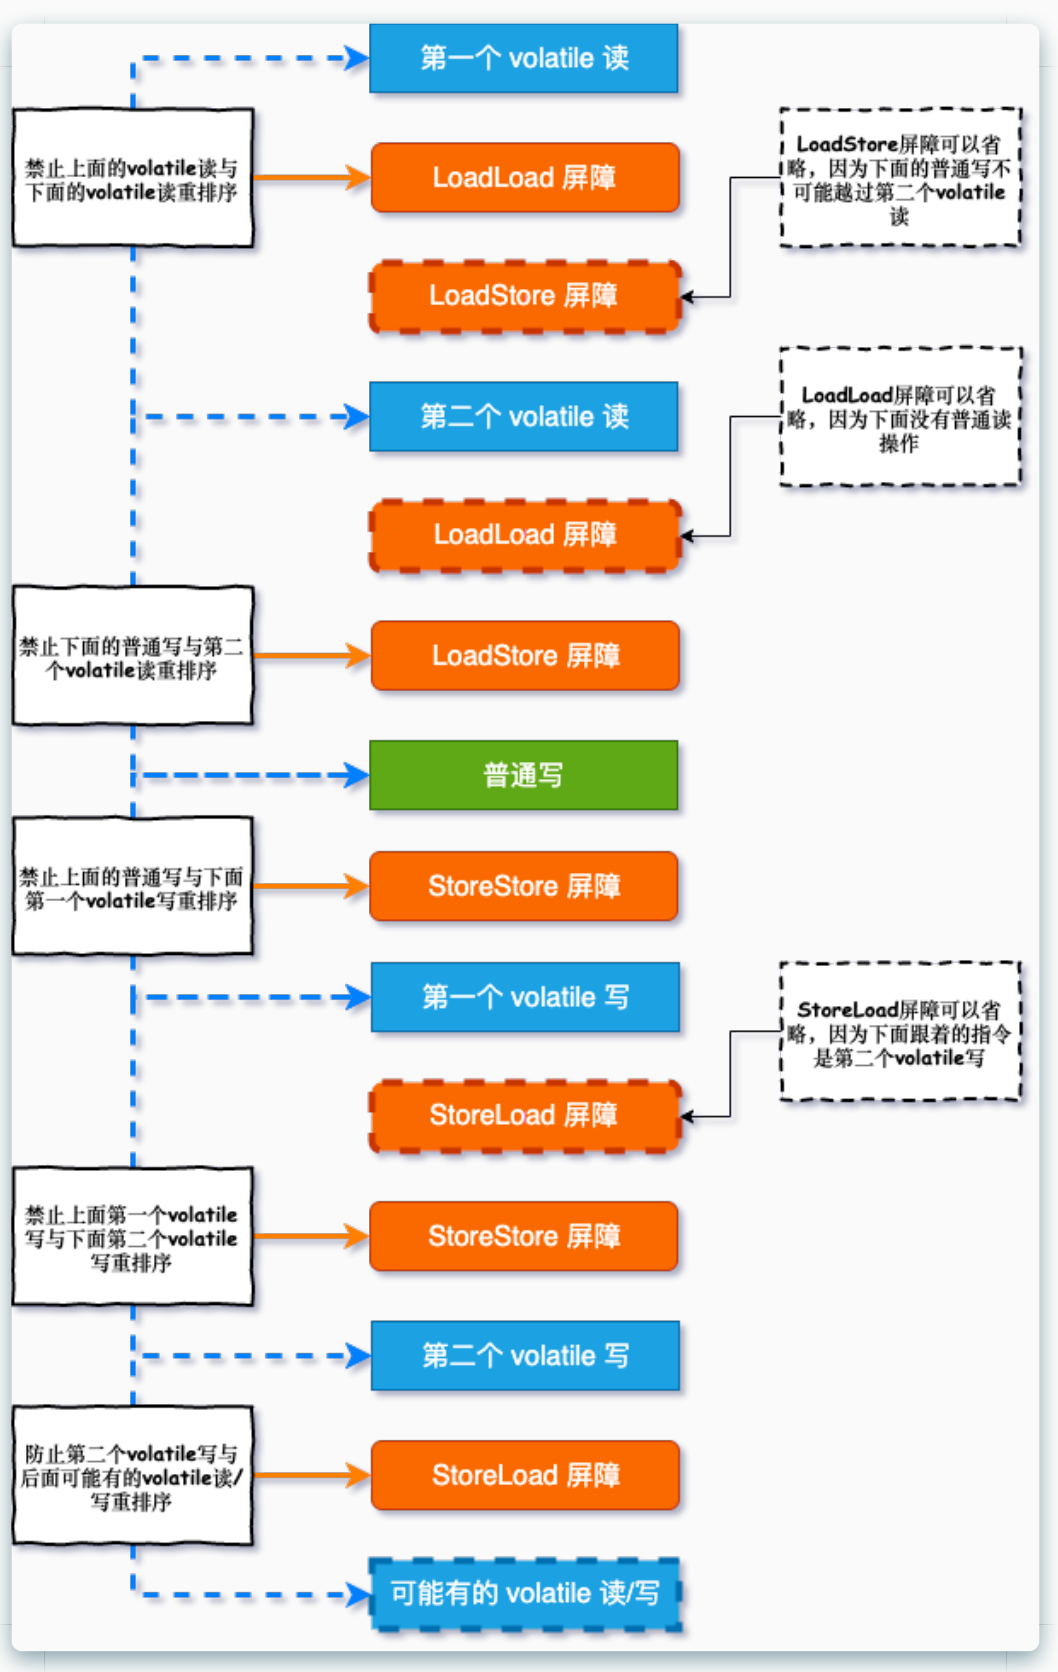 第一个 volatile 读
禁止上面的volatile读与
下面的volatile读重排序
LoadLoad 屏障
LoadStore屏障可以省
略，因为下面的普通写不
可能越过第二个volatile
读
LoadStore 屏障
第二个 volatile 读
LoadLoad屏障可以省
略，因为下面没有普通读
操作
LoadLoad 屏障
禁止下面的普通写与第二
个volatile读重排序
LoadStore 屏障
普通写
禁止上面的普通写与下面
第一个volatile写重排序
StoreStore 屏障
第一个 volatile 写
StoreLoad屏障可以省
略，因为下面跟着的指令
是第二个volatile写
StoreLoad 屏障
禁止上面第一个volatile
写与下面第二个volatile
写重排序
StoreStore 屏障
第二个 volatile 写
防止第二个volatile写与
后面可能有的volatile读/
写重排序
StoreLoad 屏障
可能有的 volatile 读/写